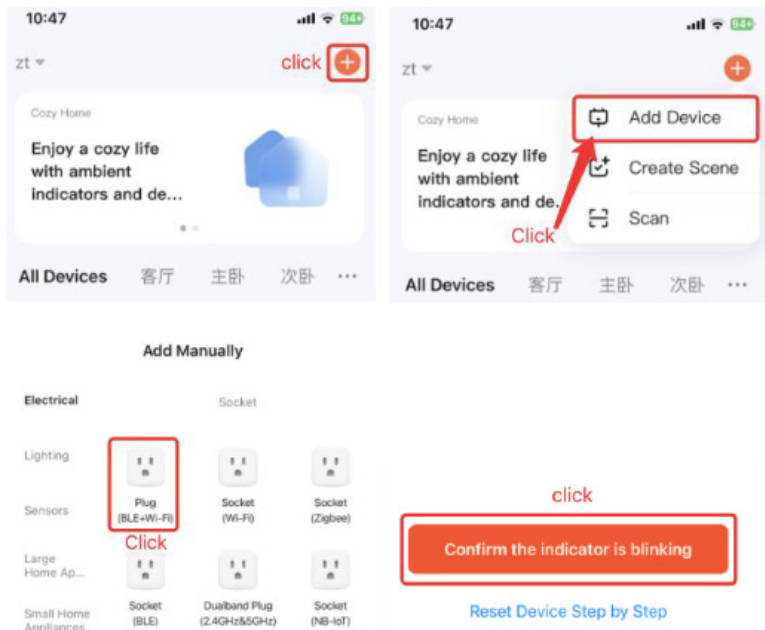 10:47
94+
zt
click
Cozy Home
Enjoy a cozy life
with ambient
indicators and de...
All Devices 客厅 主卧 次卧 ...
10:47
94+
zt
Add Device
Cozy Home
Enjoy a cozy life
with ambient
indicators and de.
Create Scene
Click
Scan
All Devices 客厅 主卧 次卧 ...
Add Manually
Electrical
Socket
Lighting
Sensors
Large
Home Ap...
Small Home
Appliances
Plug
(BLE+Wi-Fi)
Click
Socket
(Wi-Fi)
Socket
(Zigbee)
Socket
(BLE)
Dualband Plug
(2.4GHz&5GHz)
Socket
(NB-IoT)
click
Confirm the indicator is blinking
Reset Device Step by Step